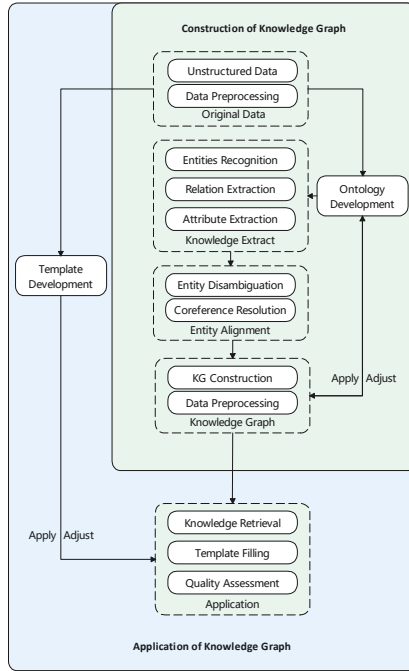 Construction of Knowledge Graph
Unstructured Data
Data Preprocessing
Original Data
Entities Recognition
Relation Extraction
Attribute Extraction
Knowledge Extract
Ontology
Development
Template
Development
Entity Disambiguation
Coreference Resolution
Entity Alignment
KG Construction
Data Preprocessing
Knowledge Graph
Apply Adjust
Knowledge Retrieval
Template Filling
Quality Assessment
Application
Apply Adjust
Application of Knowledge Graph